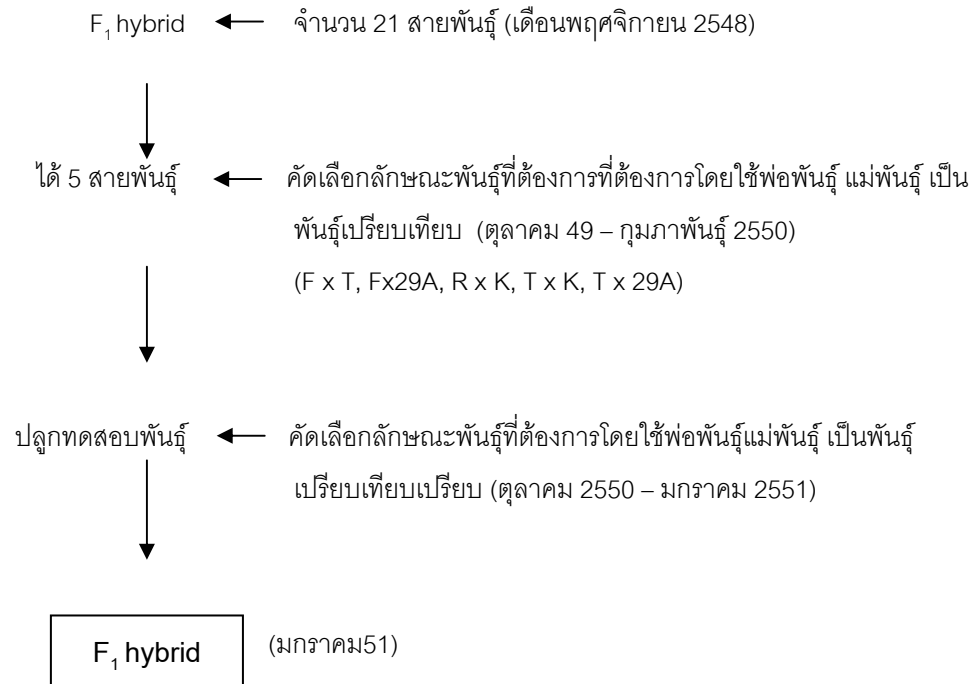 F₁ hybrid จำนวน 21 สายพันธุ์ (เดือนพฤศจิกายน 2548)
ได้ 5 สายพันธุ์ คัดเลือกลักษณะพันธุ์ที่ต้องการที่ต้องการโดยใช้พ่อพันธุ์ แม่พันธุ์ เป็น
พันธุ์เปรียบเทียบ (ตุลาคม 49 – กุมภาพันธุ์ 2550)
(F x T, Fx29A, R x K, T x K, T x 29A)
ปลูกทดสอบพันธุ์ คัดเลือกลักษณะพันธุ์ที่ต้องการโดยใช้พ่อพันธุ์แม่พันธุ์ เป็นพันธุ์
เปรียบเทียบเปรียบ (ตุลาคม 2550 – มกราคม 2551)
F₁ hybrid (มกราคม51)